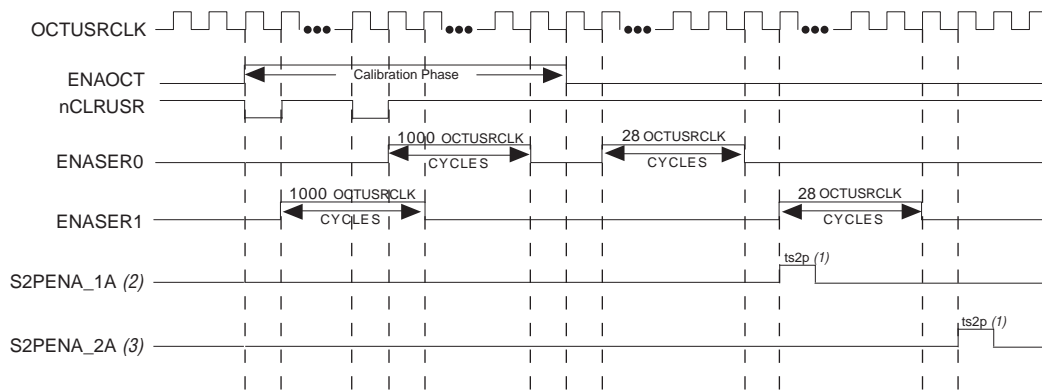 OCTUSRCLK
ENAOCT
Calibration Phase
nCLRUSR
1000 OCTUSRCLK
28 OCTUSRCLK
ENASER0
CYCLES
CYCLES
1000 OCTUSRCLK
28 OCTUSRCLK
ENASER1
CYCLES
CYCLES
ts2p (1)
S2PENA_1A (2)
ts2p (1)
S2PENA_2A (3)